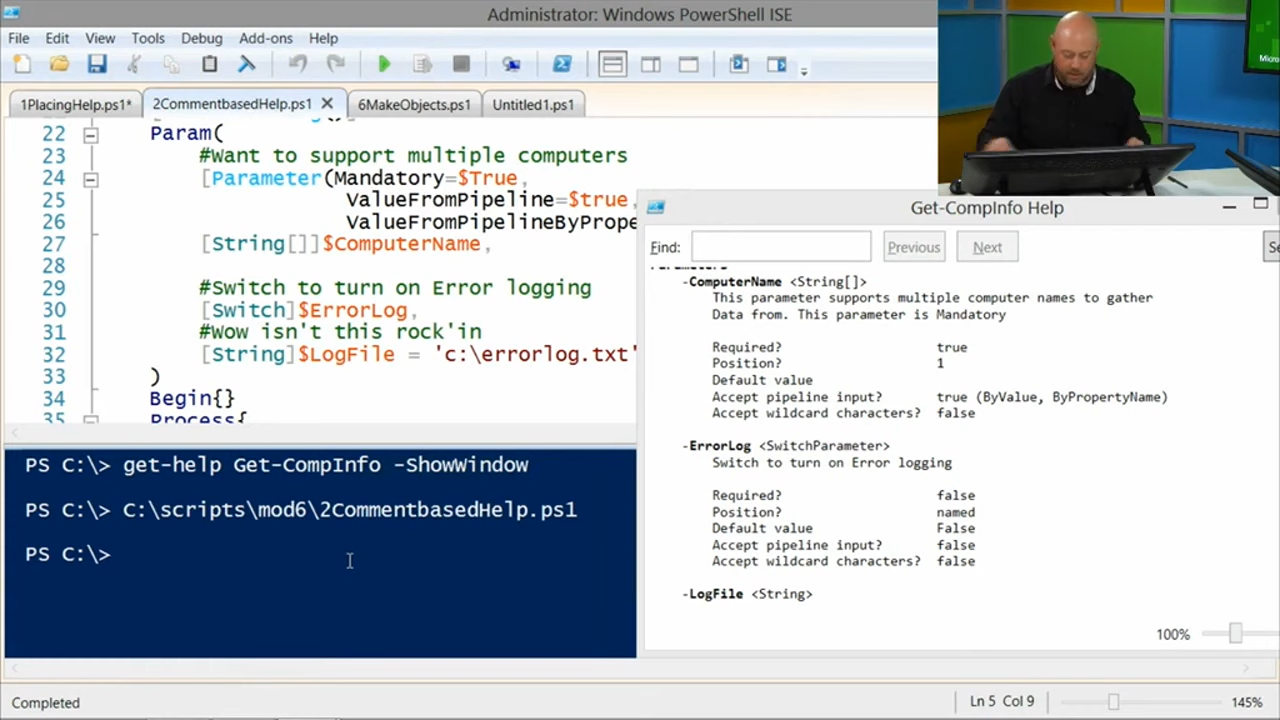 Administrator: Windows PowerShell ISE
File Edit View Tools Debug Add-ons Help
1PlacingHelp.ps1* 2CommentbasedHelp.ps1 6MakeObjects.ps1 Untitled1.ps1
22 Param(
23 #Want to support multiple computers
24 [Parameter(Mandatory=$True,
25 ValueFromPipeline=$true,
26 ValueFromPipelineByPrope
27 [String[]]$ComputerName,
28
29 #Switch to turn on Error logging
30 [Switch]$ErrorLog,
31 #Wow isn't this rock'in
32 [String]$LogFile = 'c:\errorlog.txt'
33 )
34 Begin{}
35 Process{
PS C:\> get-help Get-CompInfo -ShowWindow
PS C:\> C:\scripts\mod6\2CommentbasedHelp.ps1
PS C:\>
Completed
Ln 5 Col 9
145%
Micro
Get-CompInfo Help
Find: Previous Next Se
Parameters
-ComputerName <String[]>
This parameter supports multiple computer names to gather
Data from. This parameter is Mandatory
Required? true
Position? 1
Default value
Accept pipeline input? true (ByValue, ByPropertyName)
Accept wildcard characters? false
-ErrorLog <SwitchParameter>
Switch to turn on Error logging
Required? false
Position? named
Default value False
Accept pipeline input? false
Accept wildcard characters? false
-LogFile <String>
100%